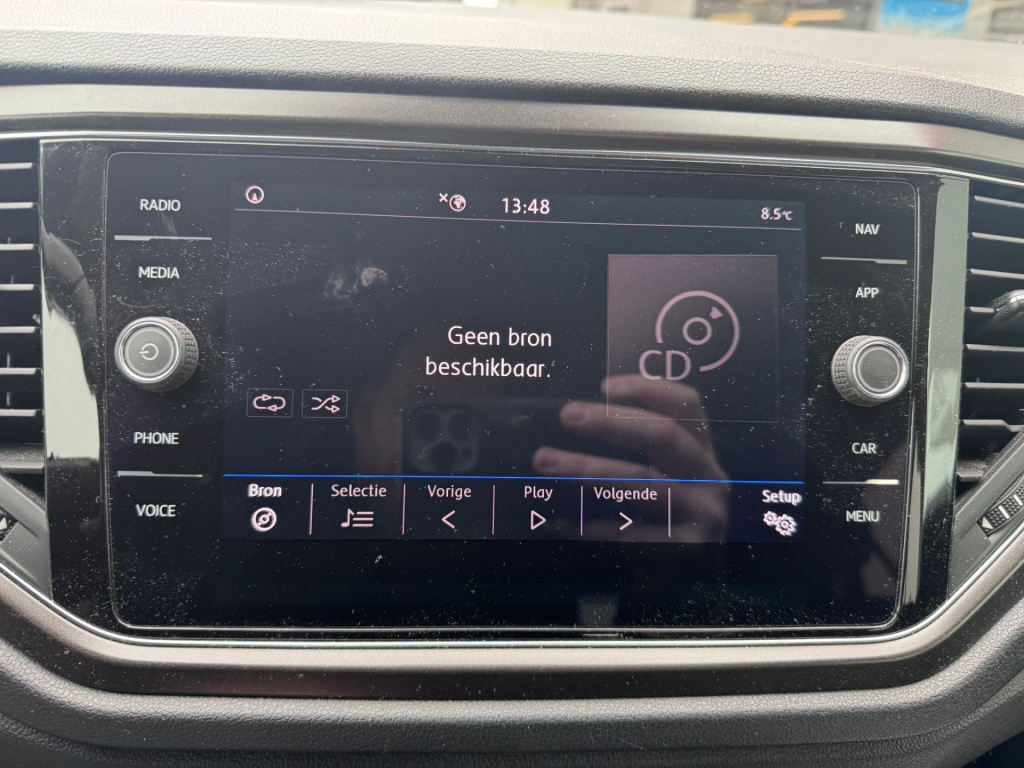 RADIO
MEDIA
PHONE
VOICE
13:48
8.5°C
Geen bron
beschikbaar.
CD
Bron
Selectie
Vorige
Play
Volgende
Setup
NAV
APP
CAR
MENU